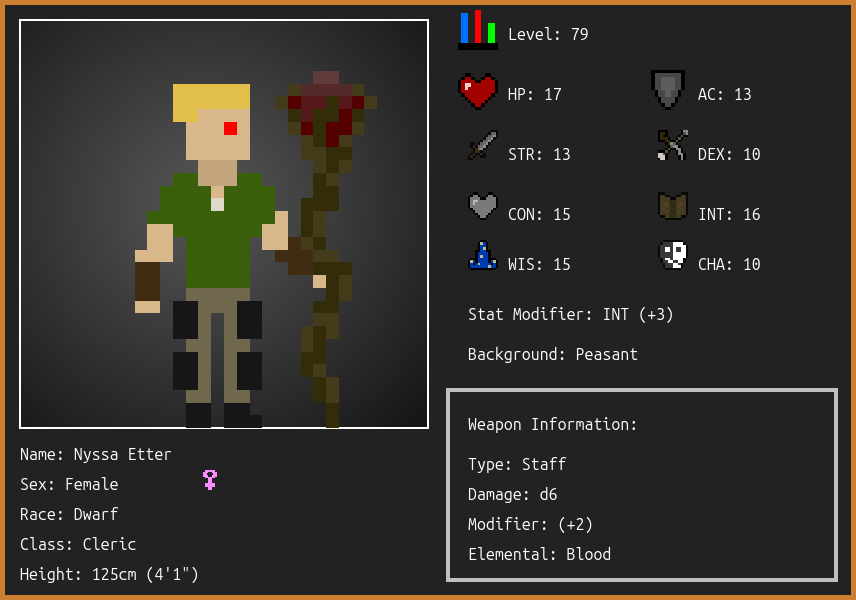 Level: 79
HP: 17
AC: 13
STR: 13
DEX: 10
CON: 15
INT: 16
WIS: 15
CHA: 10
Stat Modifier: INT (+3)
Background: Peasant
Weapon Information:
Type: Staff
Damage: d6
Modifier: (+2)
Elemental: Blood
Name: Nyssa Etter
Sex: Female
Race: Dwarf
Class: Cleric
Height: 125cm (4'1")